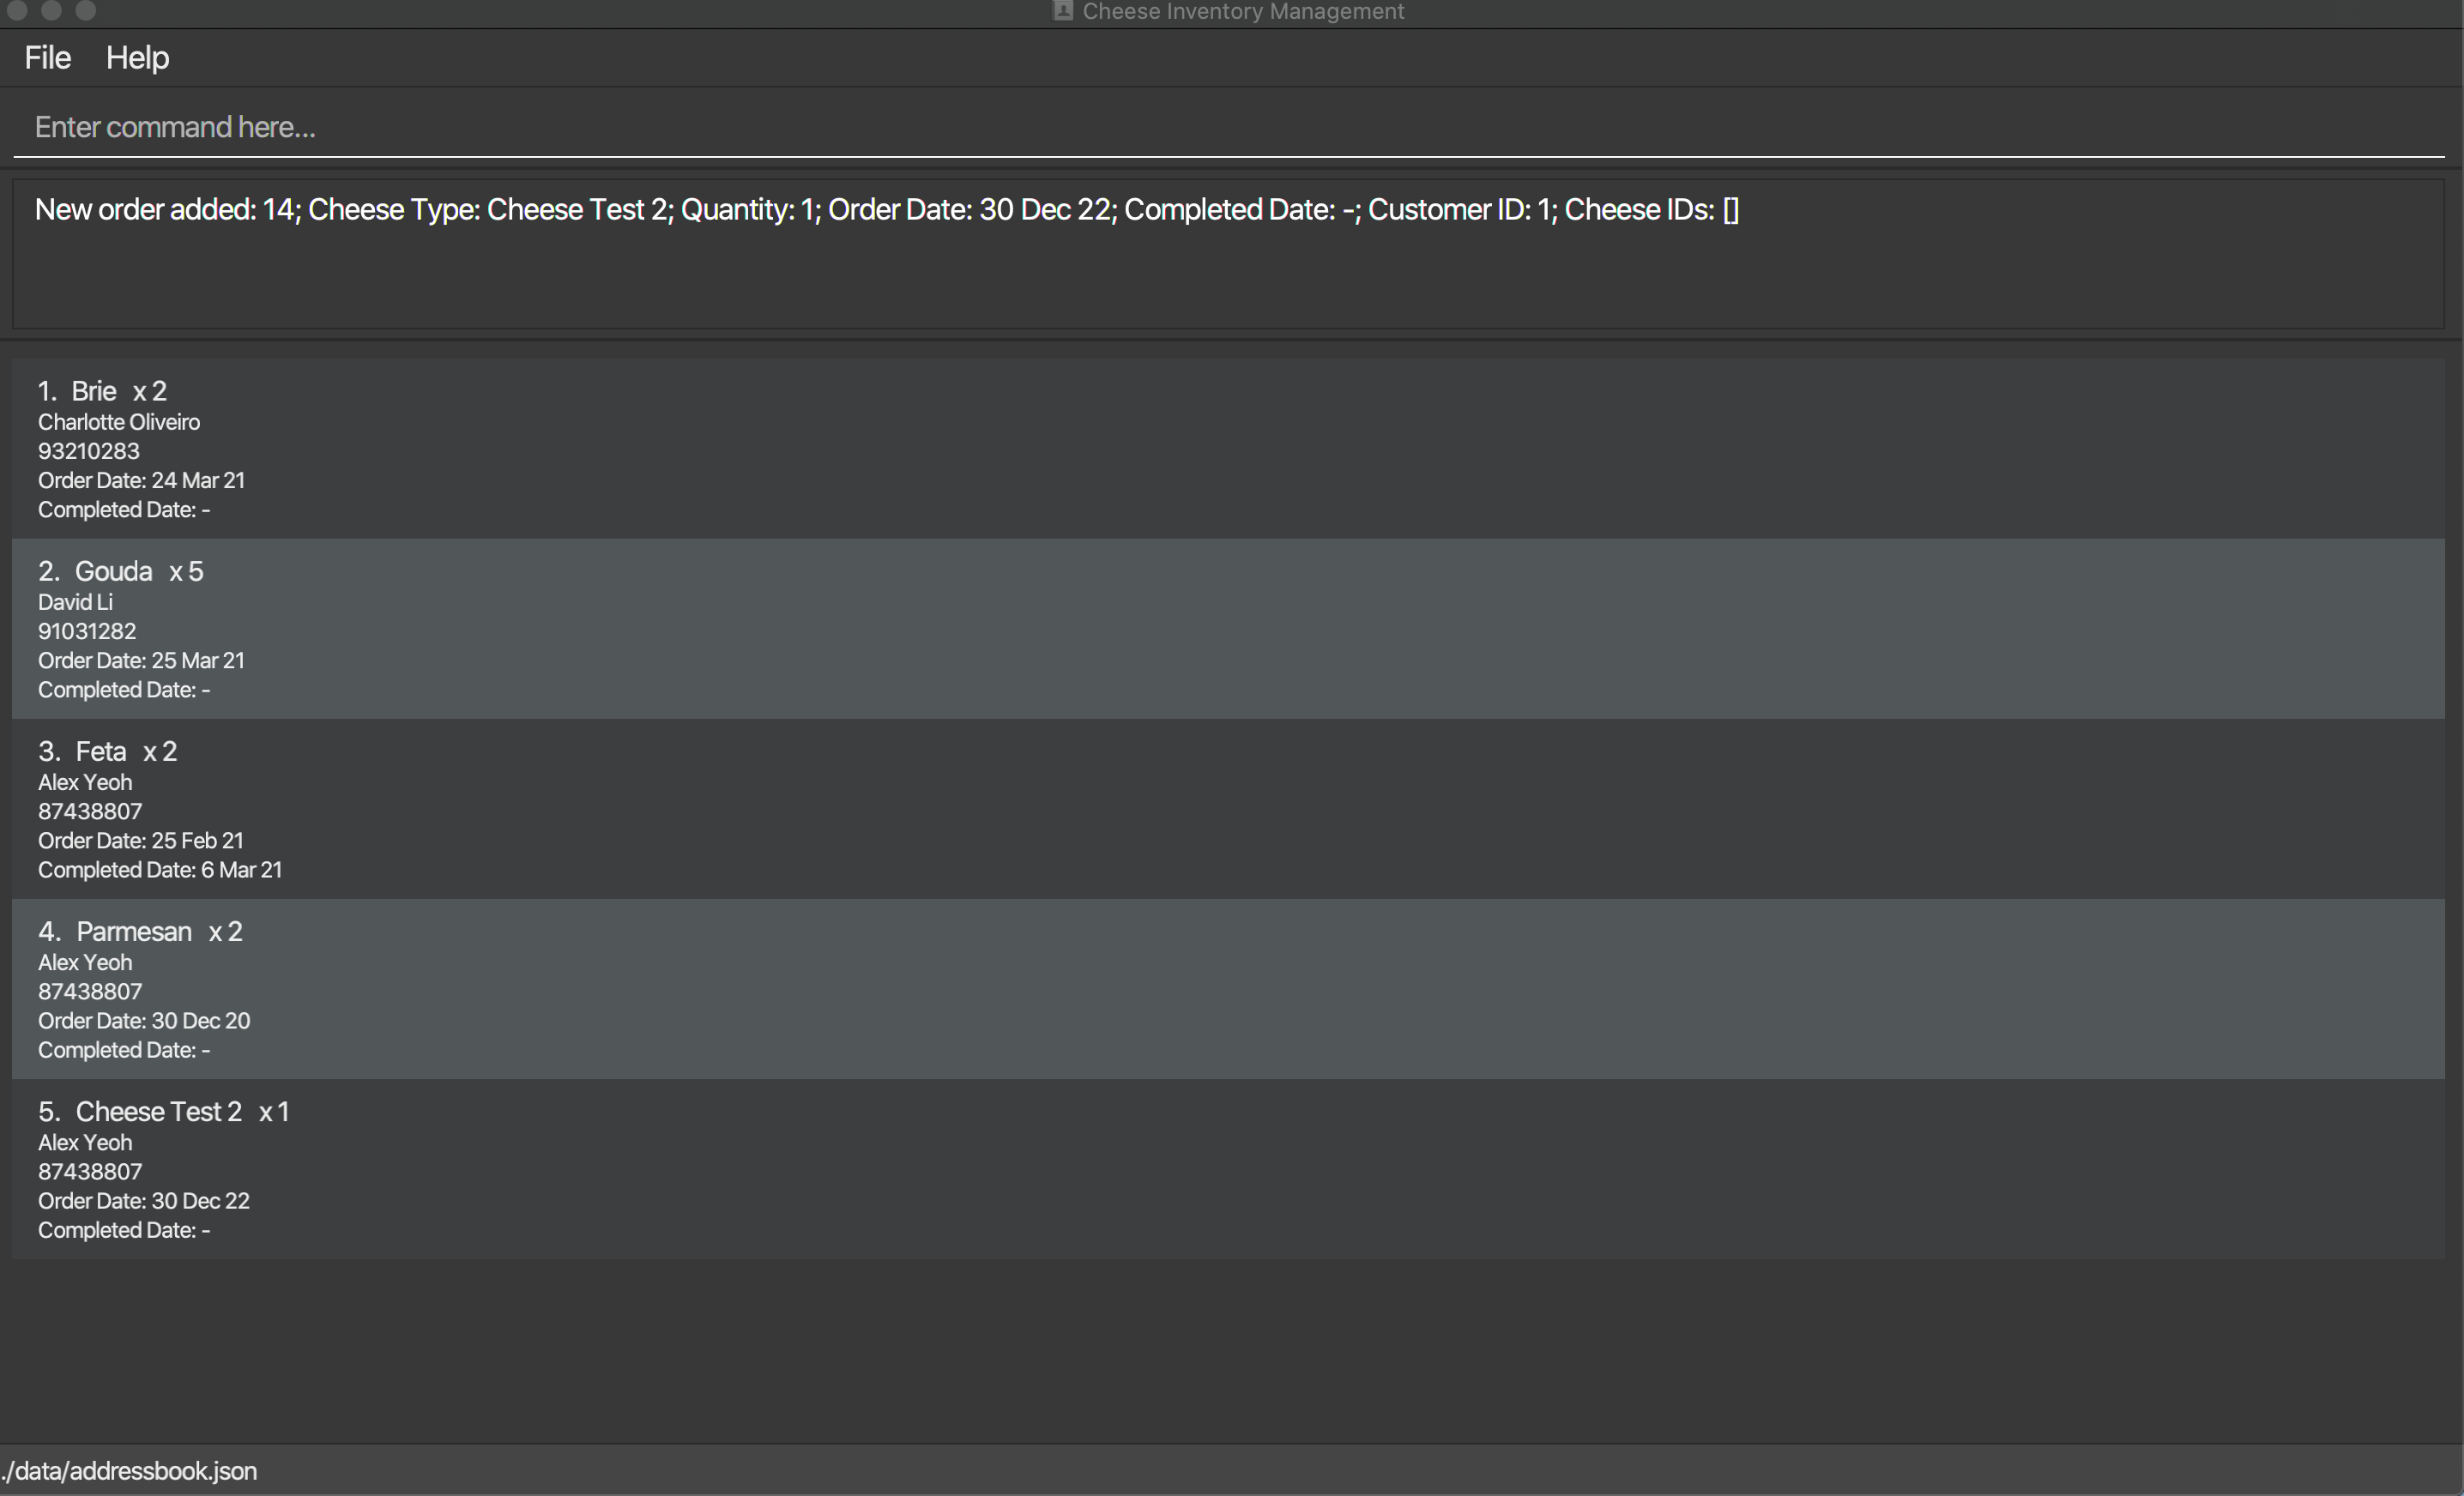 Cheese Inventory Management
File Help
Enter command here...
New order added: 14; Cheese Type: Cheese Test 2; Quantity: 1; Order Date: 30 Dec 22; Completed Date: -; Customer ID: 1; Cheese IDs: []
1. Brie x 2
Charlotte Oliveiro
93210283
Order Date: 24 Mar 21
Completed Date: -
2. Gouda x 5
David Li
91031282
Order Date: 25 Mar 21
Completed Date: -
3. Feta x 2
Alex Yeoh
87438807
Order Date: 25 Feb 21
Completed Date: 6 Mar 21
4. Parmesan x 2
Alex Yeoh
87438807
Order Date: 30 Dec 20
Completed Date: -
5. Cheese Test 2 x 1
Alex Yeoh
87438807
Order Date: 30 Dec 22
Completed Date: -
./data/addressbook.json